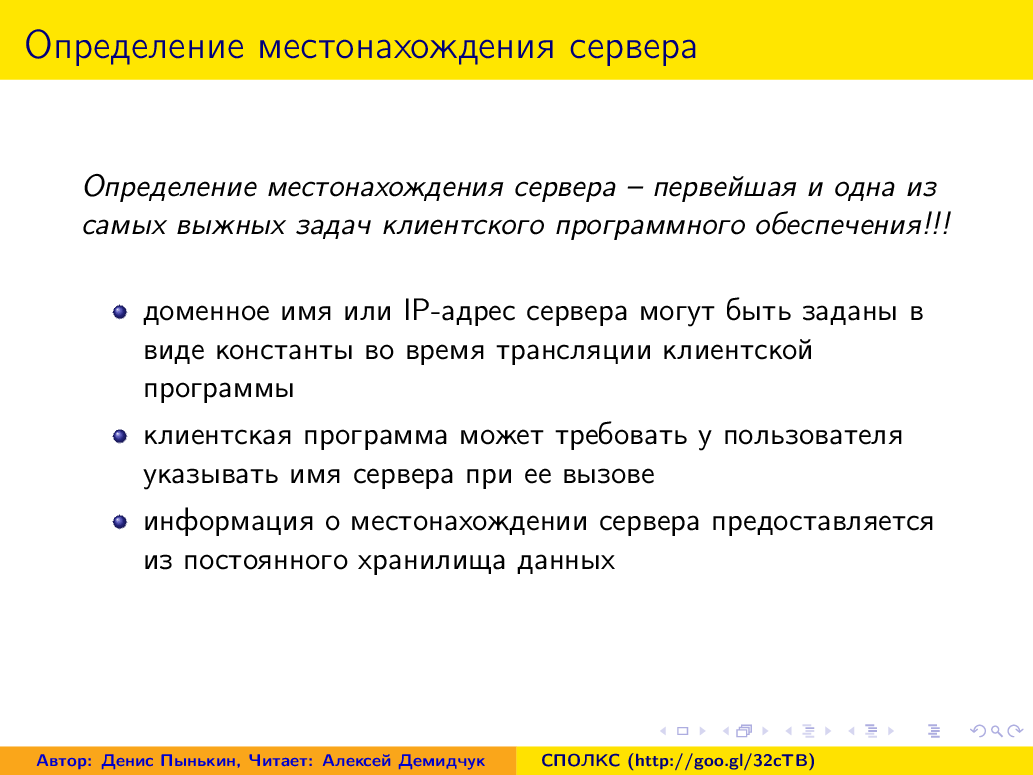 Определение местонахождения сервера
Определение местонахождения сервера – первейшая и одна из
самых выжных задач клиентского программного обеспечения!!!
доменное имя или IP-адрес сервера могут быть заданы в
виде константы во время трансляции клиентской
программы
клиентская программа может требовать у пользователя
указывать имя сервера при ее вызове
информация о местонахождении сервера предоставляется
из постоянного хранилища данных
Автор: Денис Пынькин, Читает: Алексей Демидчук
СПОЛКС (http://goo.gl/32cTB)